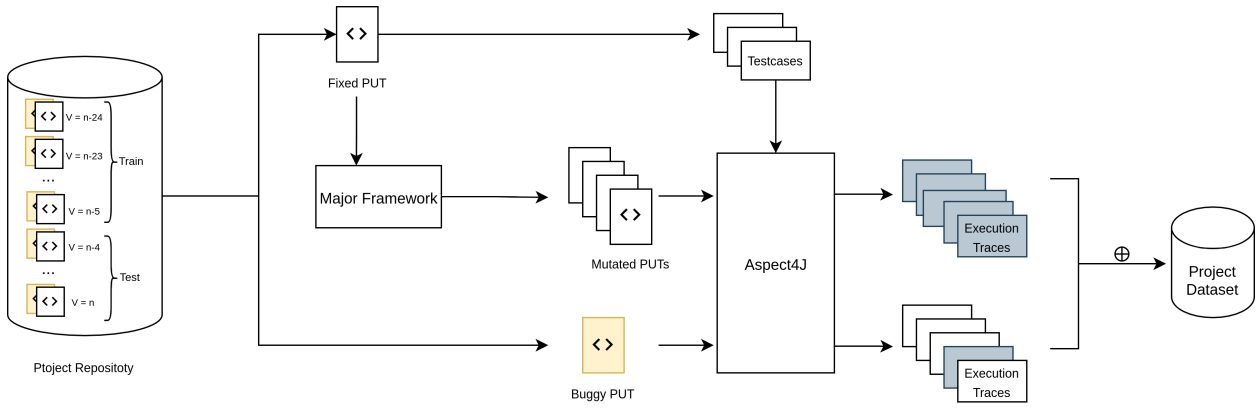 Fixed PUT
Testcases
V = n-24
V = n-23
...
V = n-5
Train
V = n-4
...
V = n
Test
Ptoject Repositoty
Major Framework
Mutated PUTs
Buggy PUT
Aspect4J
Execution
Traces
Execution
Traces
Project
Dataset